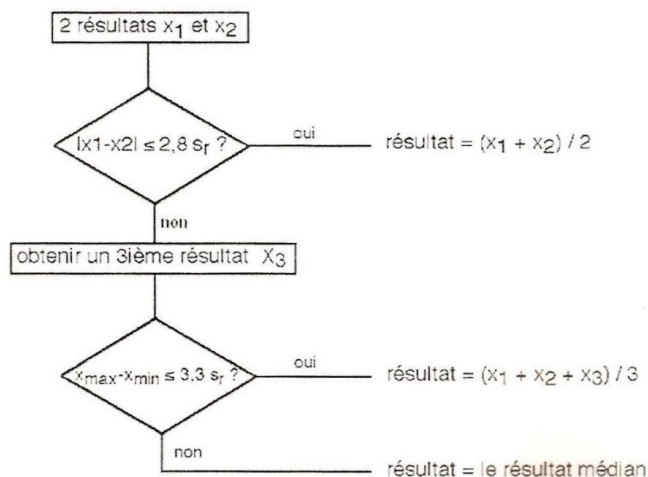 2 résultats x1 et x2
|x1-x2| ≤ 2,8 sr ?
oui
résultat = (x1 + x2) / 2
non
obtenir un 3ième résultat X3
xmax-xmin ≤ 3,3 sr ?
oui
résultat = (x1 + x2 + x3) / 3
non
résultat = le résultat médian